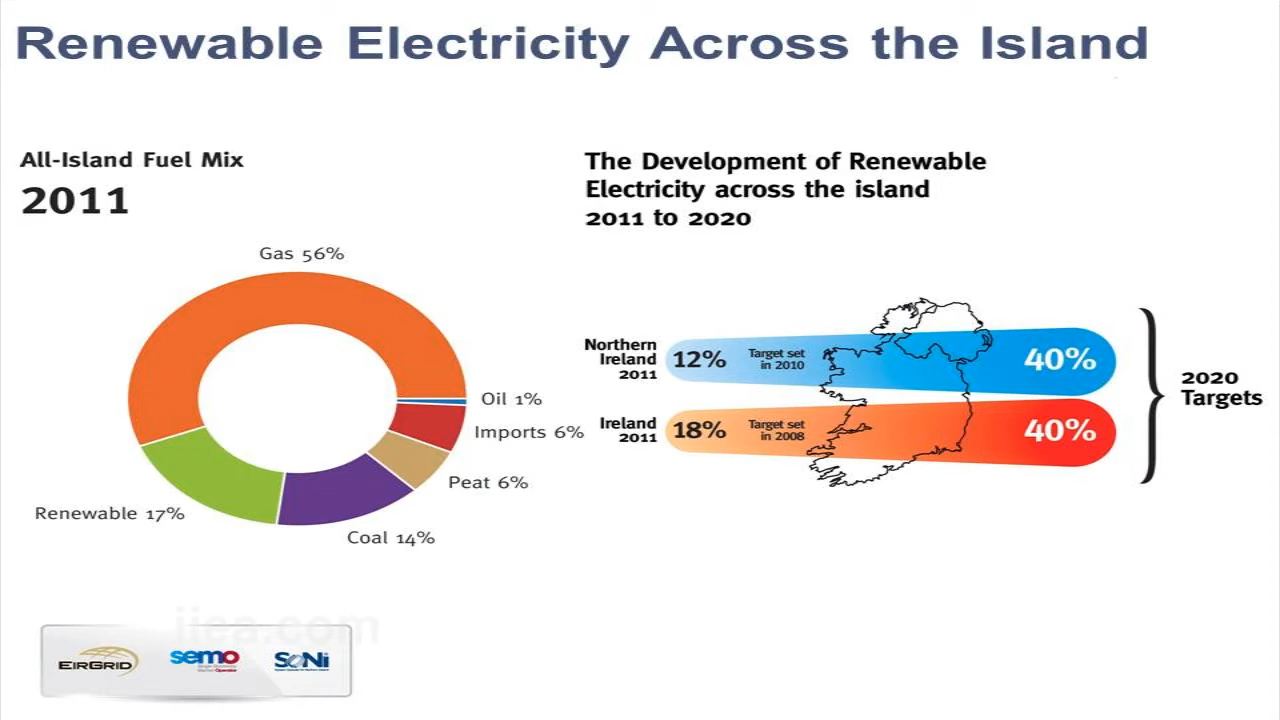 Renewable Electricity Across the Island
All-Island Fuel Mix
2011
Gas 56%
Oil 1%
Imports 6%
Peat 6%
Coal 14%
Renewable 17%
The Development of Renewable
Electricity across the island
2011 to 2020
Northern
Ireland
2011
12%
Target set
in 2010
40%
Ireland
2011
18%
Target set
in 2008
40%
2020
Targets
iiea.com
EIRGRID
semo
SONI